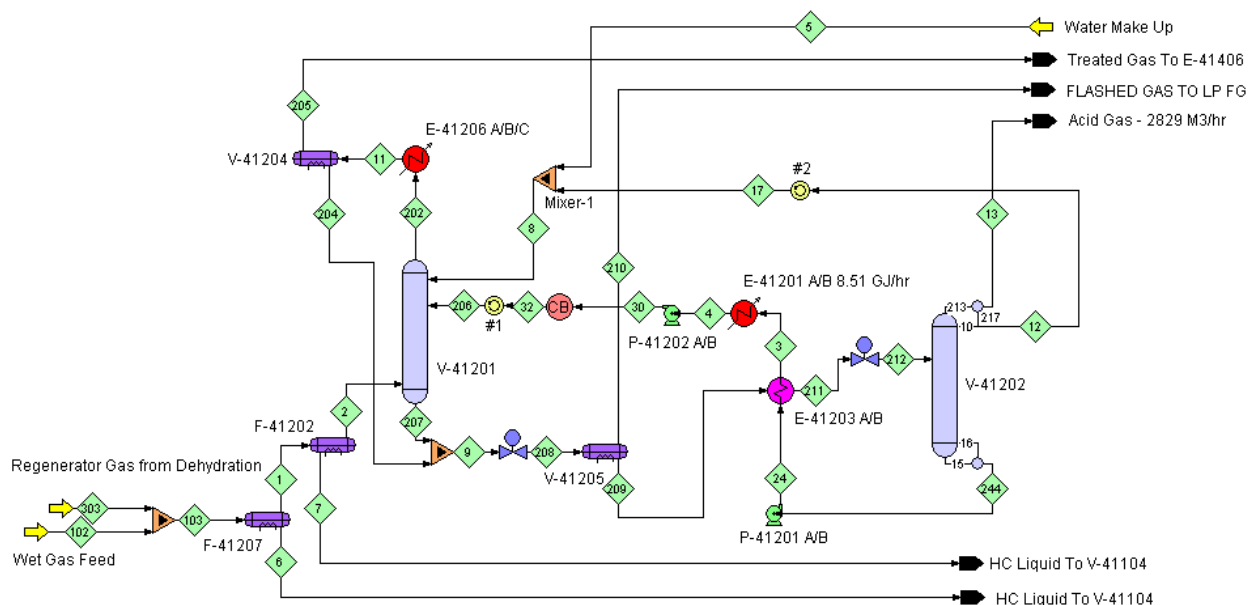 5
Water Make Up
Treated Gas To E-41406
205
FLASHED GAS TO LP FG
E-41206 A/B/C
Acid Gas - 2829 M3/hr
V-41204
11
#2
17
Mixer-1
204
202
13
8
210
E-41201 A/B 8.51 GJ/hr
206
32
CB
30
4
213
217
10
12
#1
P-41202 A/B
3
212
V-41201
V-41202
211
2
E-41203 A/B
F-41202
207
9
208
16
Regenerator Gas from Dehydration
1
V-41205
15
24
244
209
303
103
7
102
F-41207
P-41201 A/B
Wet Gas Feed
6
HC Liquid To V-41104
HC Liquid To V-41104